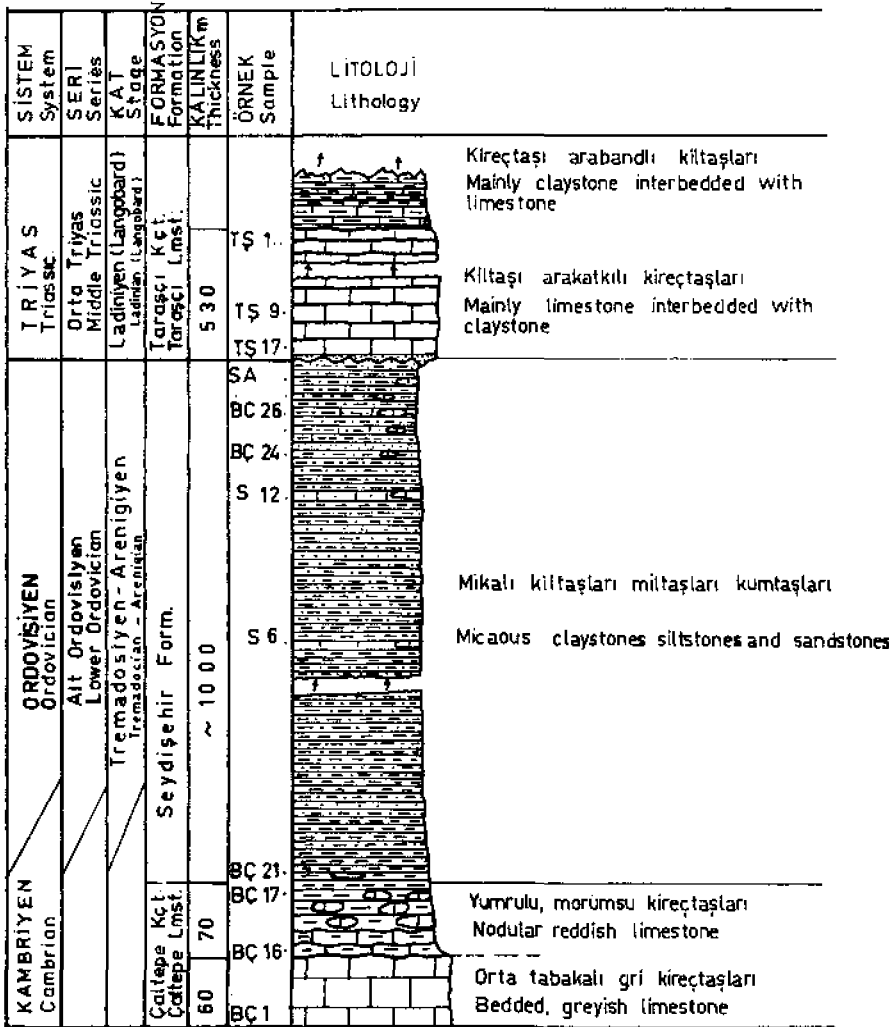 SİSTEM
System
SERİ
Series
KAT
Stage
FORMASYON
Formation
KALINLIK m
Thickness
ÖRNEK
Sample
LİTOLOJİ
Lithology
TRİYAS
Triassic
Orta Triyas
Middle Triassic
Ladiniyen (Langobard)
Ladinian (Langobard)
Taraşçı Kçt.
Taraşçı Lmst.
530
TŞ 1..
TŞ 9.
TŞ 17.
Kireçtaşı arabandlı kiltaşları
Mainly claystone interbedded with
limestone
Kiltaşı arakatkılı kireçtaşları
Mainly limestone interbedded with
claystone
ORDOVİSİYEN
Ordovician
Alt Ordovisiyen
Lower Ordovician
Tremadosiyen-Arenigiyen
Tremadocian - Arenigian
Seydişehir Form.
~ 1000
SA
BÇ 26.
BÇ 24.
S 12.
S 6.
BÇ 21.
Mikalı kiltaşları miltaşları kumtaşları
Micaous claystones siltstones and sandstones
KAMBRİYEN
Cambrian
Çaltepe Kçt.
Çaltepe Lmst.
70
60
BÇ 17.
BÇ 16.
BÇ 1
Yumrulu, morumsu kireçtaşları
Nodular reddish limestone
Orta tabakalı gri kireçtaşları
Bedded, greyish limestone